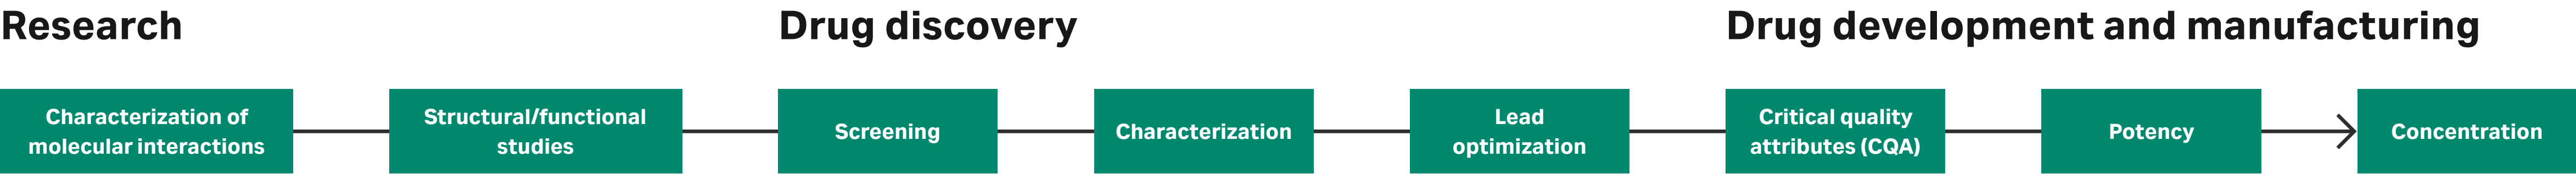 Research
Drug discovery
Drug development and manufacturing
Characterization of
molecular interactions
Structural/functional
studies
Screening
Characterization
Lead
optimization
Critical quality
attributes (CQA)
Potency
Concentration